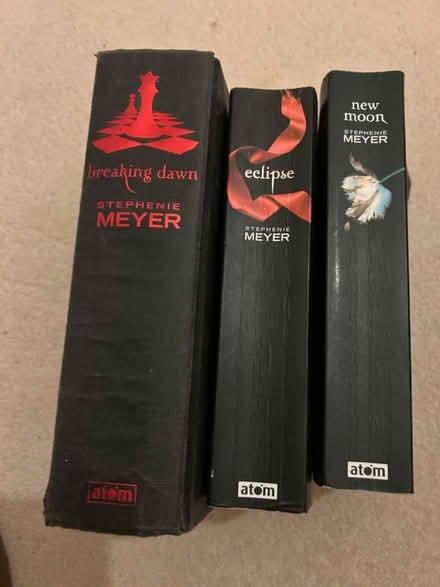 breaking dawn
STEPHENIE
MEYER
atom
eclipse
STEPHENIE
MEYER
atom
new
moon
STEPHENIE
MEYER
atom